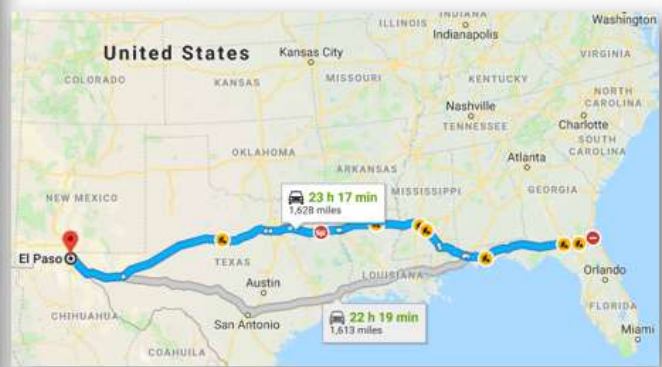 INDIANA
ILLINOIS
Washington
Indianapolis
United States
Kansas City
COLORADO
KANSAS
MISSOURI
KENTUCKY
VIRGINIA
Nashville
TENNESSEE
NORTH
CAROLINA
Charlotte
OKLAHOMA
ARKANSAS
Atlanta
SOUTH
CAROLINA
NEW MEXICO
23 h 17 min
1,628 miles
MISSISSIPPI
GEORGIA
El Paso
TEXAS
Austin
LOUISIANA
Orlando
CHIHUAHUA
San Antonio
22 h 19 min
1,613 miles
FLORIDA
COAHUILA
Miami